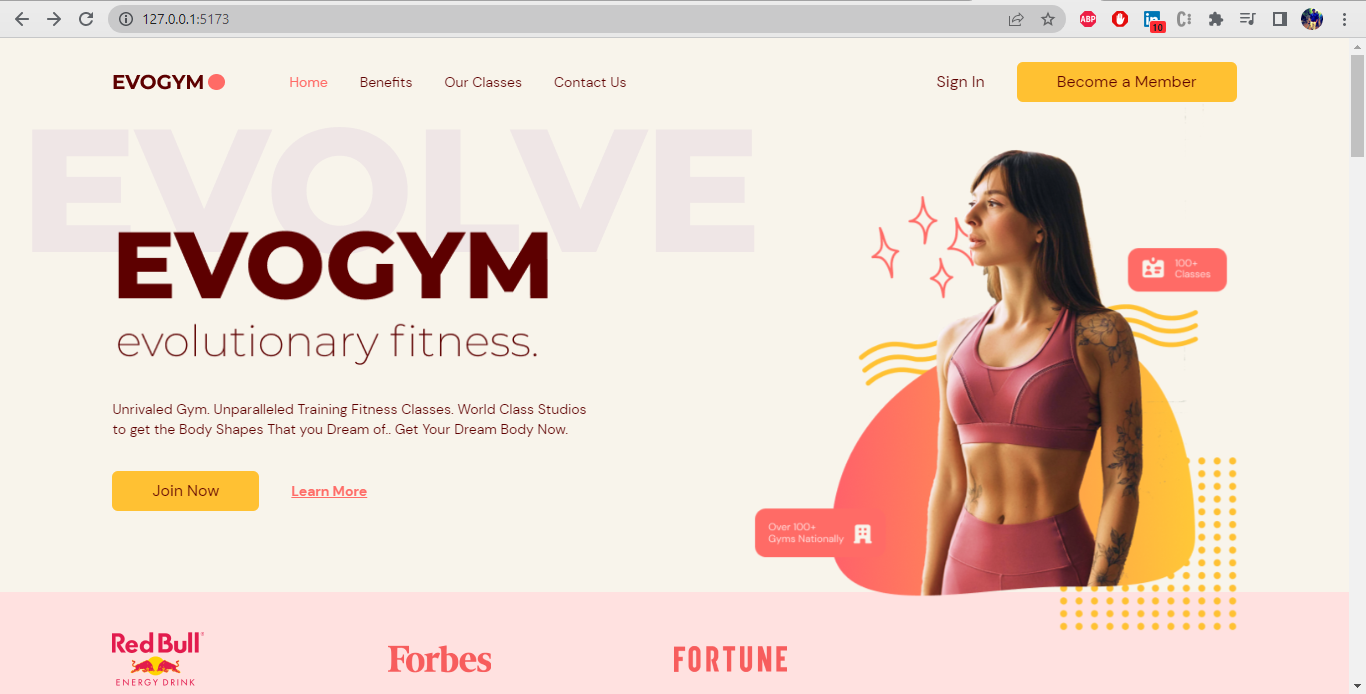 127.0.0.1:5173
ABP
in
10
EVOGYM
Home
Benefits
Our Classes
Contact Us
Sign In
Become a Member
EVOLVE
EVOGYM
evolutionary fitness.
100+
Classes
Unrivaled Gym. Unparalleled Training Fitness Classes. World Class Studios
to get the Body Shapes That you Dream of.. Get Your Dream Body Now.
Join Now
Learn More
Over 100+
Gyms Nationally
Red Bull
ENERGY DRINK
Forbes
FORTUNE